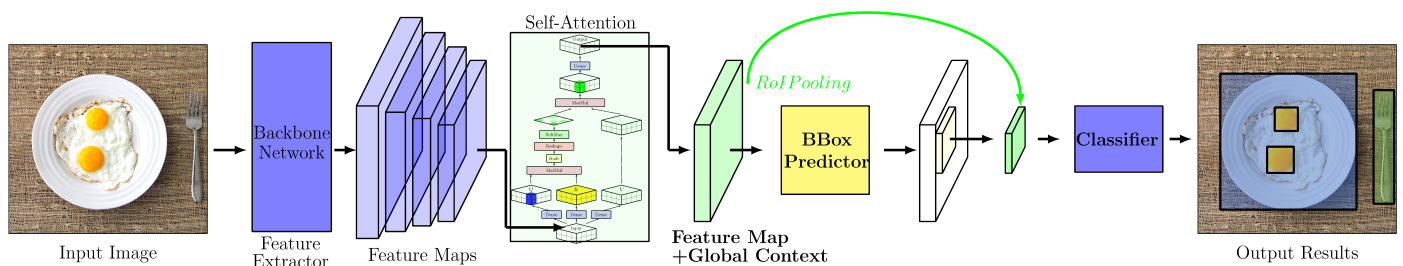 Input Image
Backbone
Network
Feature
Extractor
Feature Maps
Self-Attention
Output
Dense
MatMul
SoftMax
Reshape
Scale
MatMul
Q
K
V
Dense
Dense
Dense
Input
Feature Map
+Global Context
RoIPooling
BBox
Predictor
Classifier
Output Results